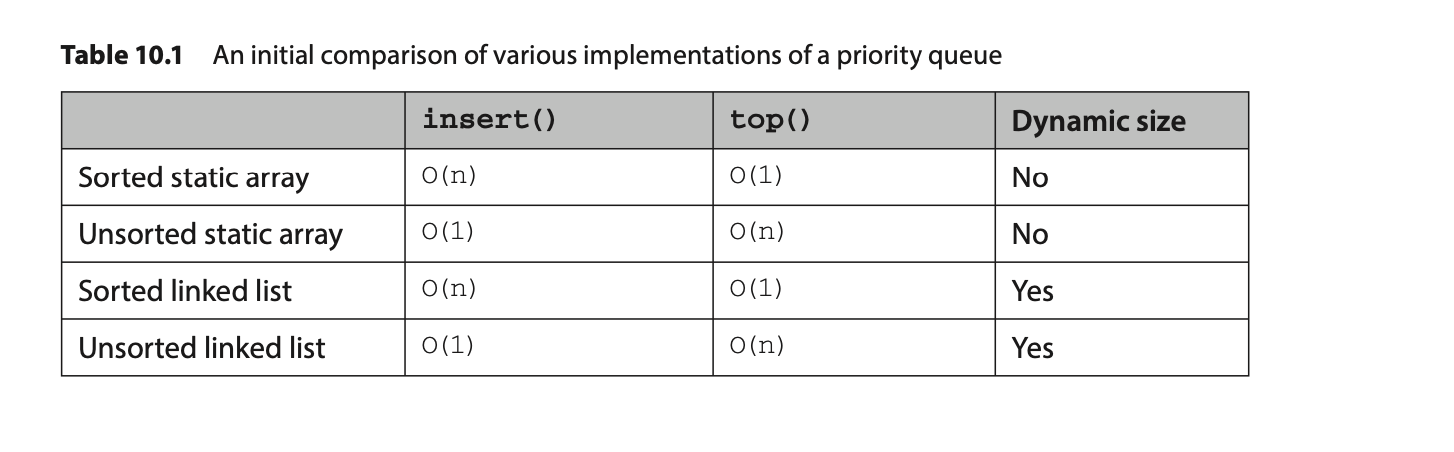 Table 10.1 An initial comparison of various implementations of a priority queue
insert() top() Dynamic size
Sorted static array O(n) O(1) No
Unsorted static array O(1) O(n) No
Sorted linked list O(n) O(1) Yes
Unsorted linked list O(1) O(n) Yes